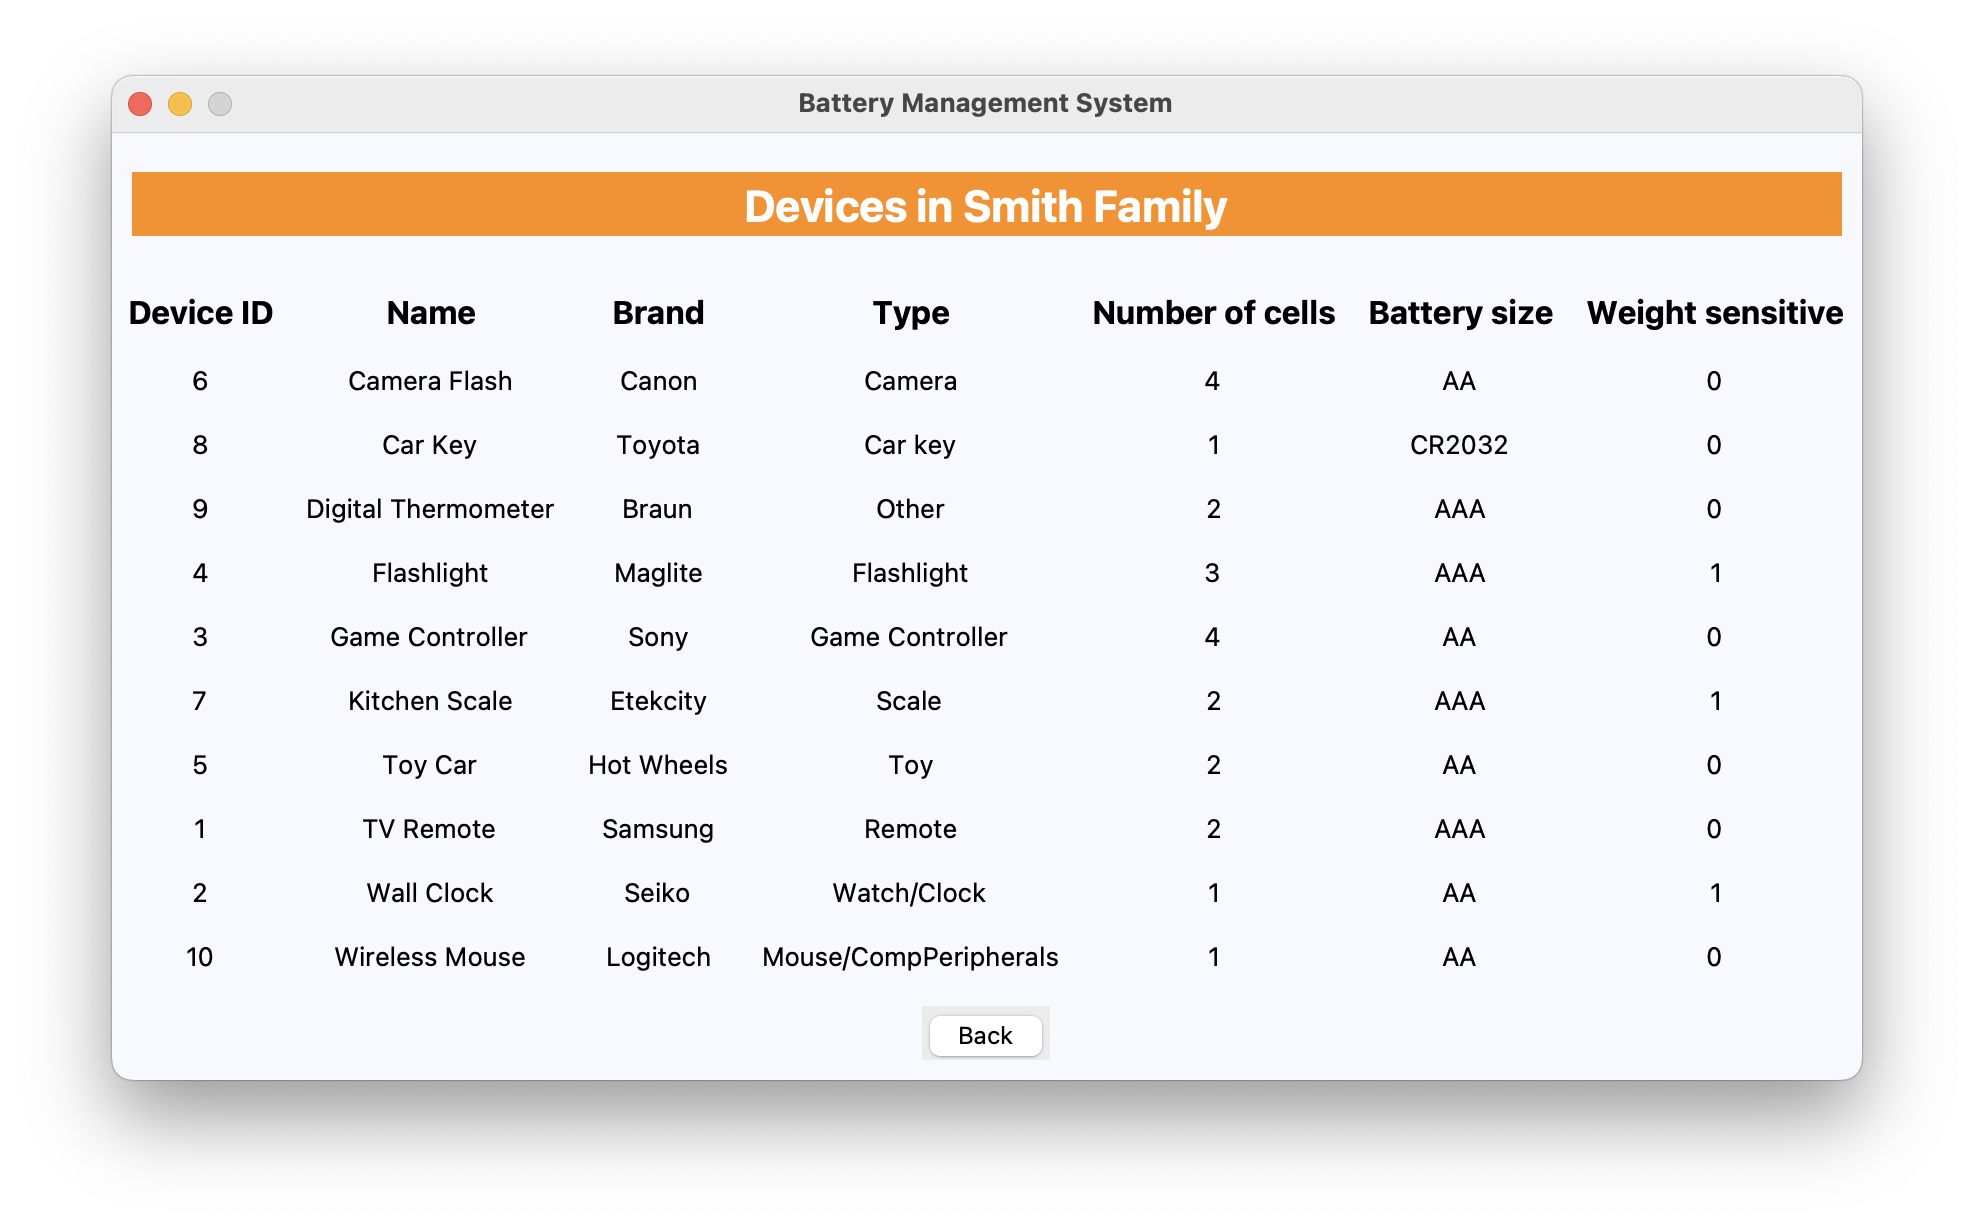 Battery Management System
Devices in Smith Family
Device ID Name Brand Type Number of cells Battery size Weight sensitive
6 Camera Flash Canon Camera 4 AA 0
8 Car Key Toyota Car key 1 CR2032 0
9 Digital Thermometer Braun Other 2 AAA 0
4 Flashlight Maglite Flashlight 3 AAA 1
3 Game Controller Sony Game Controller 4 AA 0
7 Kitchen Scale Etekcity Scale 2 AAA 1
5 Toy Car Hot Wheels Toy 2 AA 0
1 TV Remote Samsung Remote 2 AAA 0
2 Wall Clock Seiko Watch/Clock 1 AA 1
10 Wireless Mouse Logitech Mouse/CompPeripherals 1 AA 0
Back